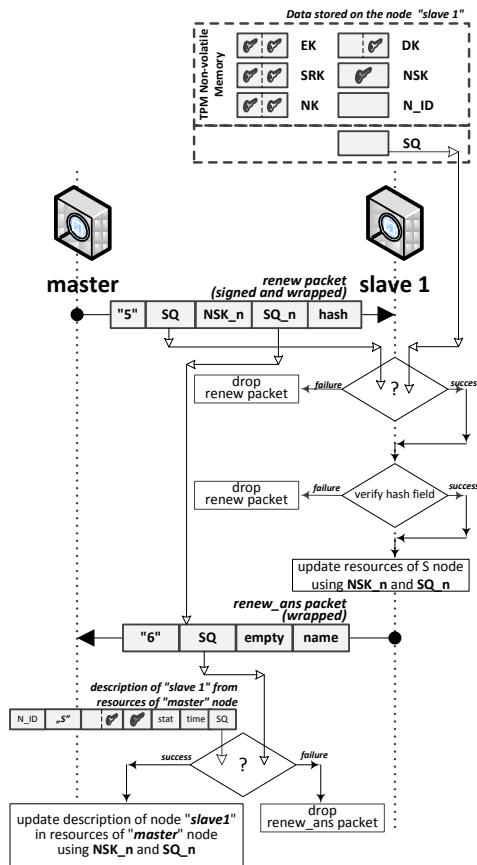 Data stored on the node "slave 1"
TPM Non-volatile
Memory
EK
DK
SRK
NSK
NK
N_ID
SQ
master
slave 1
renew packet
(signed and wrapped)
"5" SQ NSK_n SQ_n hash
drop
renew packet
failure
?
succes
drop
renew packet
failure
verify hash field
success
update resources of S node
using NSK_n and SQ_n
renew_ans packet
(wrapped)
"6" SQ empty name
description of "slave 1" from
resources of "master" node
N_ID „S” stat time SQ
success
?
failure
update description of node "slave1"
in resources of "master" node
using NSK_n and SQ_n
drop
renew_ans packet